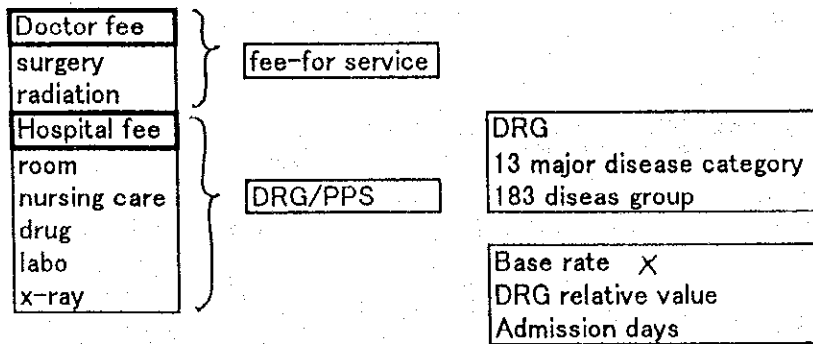 Doctor fee
surgery
radiation
fee-for service
Hospital fee
room
nursing care
drug
labo
x-ray
DRG/PPS
DRG
13 major disease category
183 diseas group
Base rate X
DRG relative value
Admission days